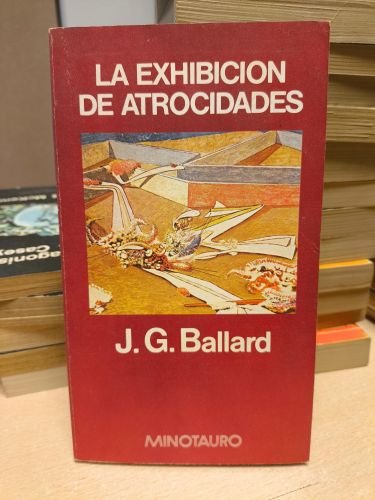 LA EXHIBICION
DE ATROCIDADES
J. G. Ballard
MINOTAURO